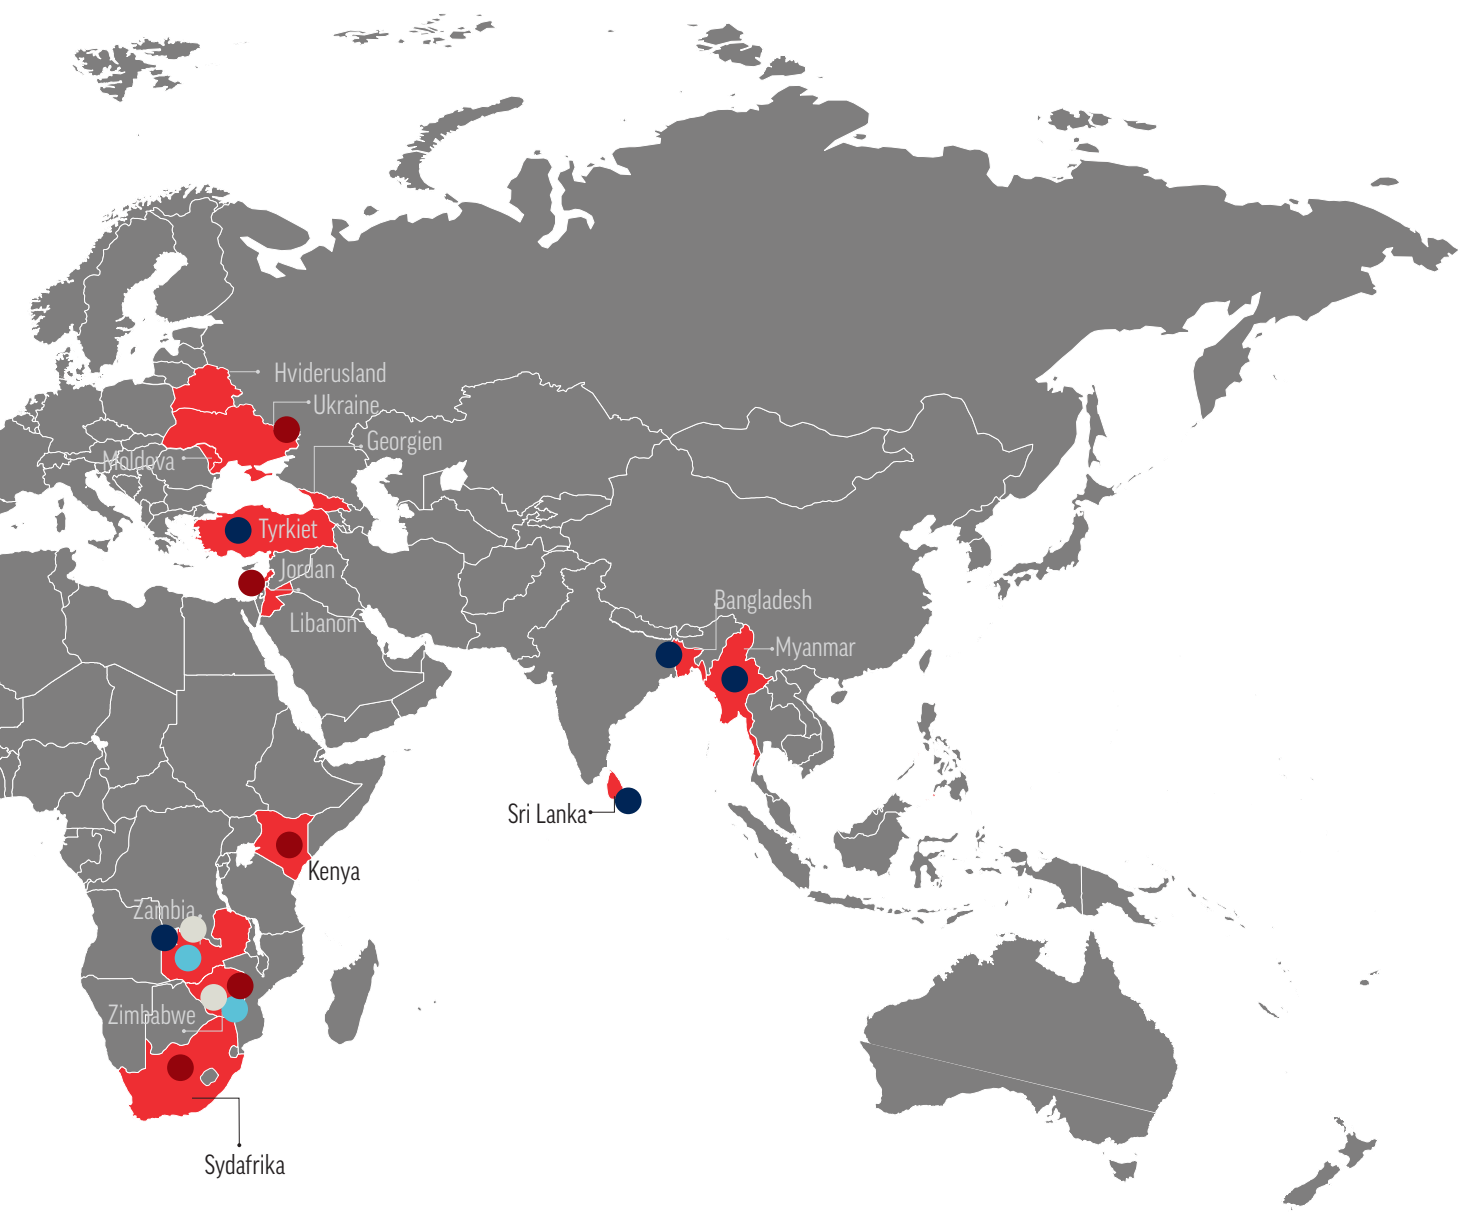 Hviderusland
Ukraine
Georgien
Moldova
Tyrkiet
Jordan
Libanon
Bangladesh
Myanmar
Sri Lanka
Kenya
Zambia
Zimbabwe
Sydafrika